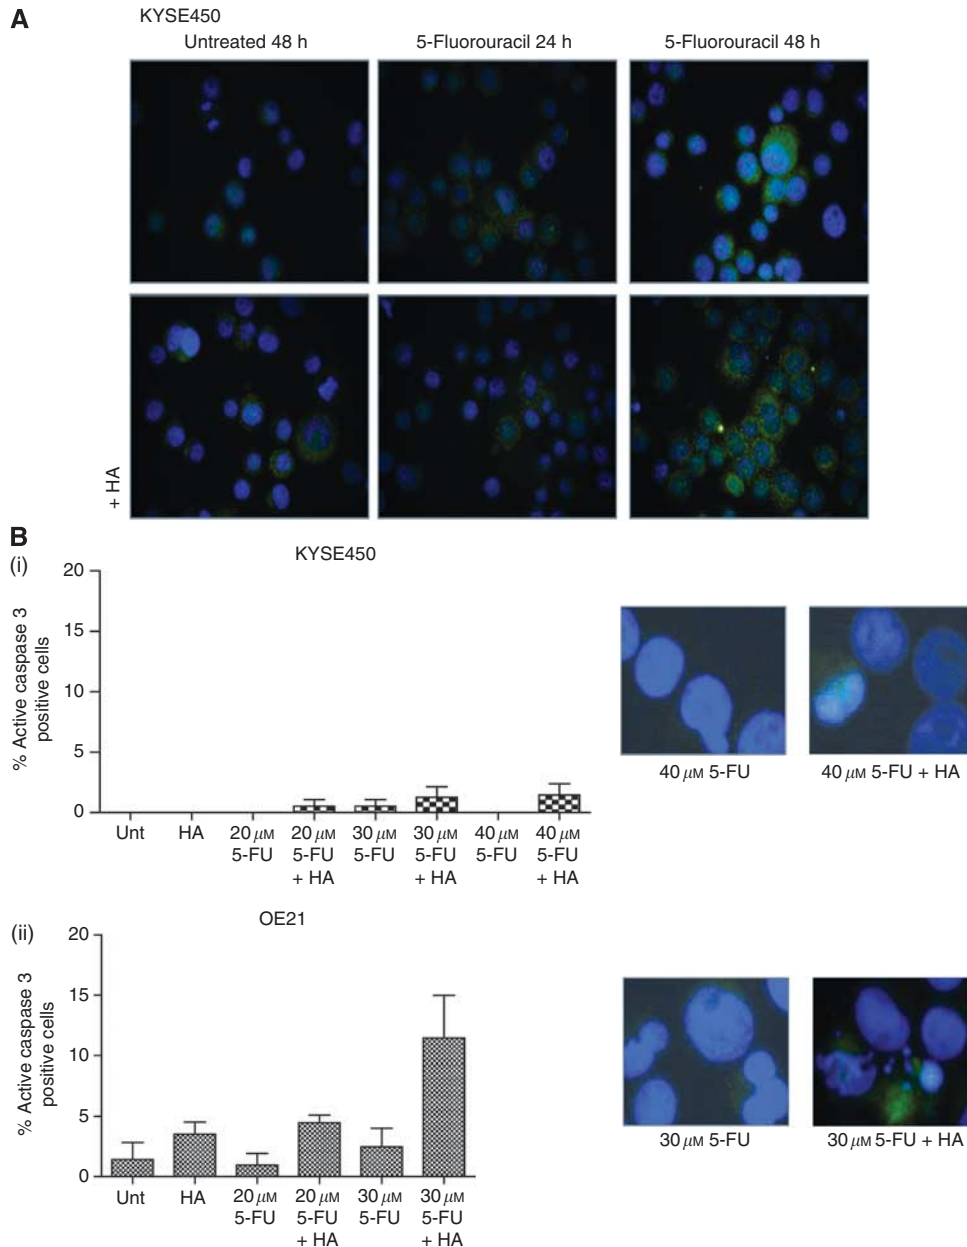 A
KYSE450
Untreated 48 h
5-Fluorouracil 24 h
5-Fluorouracil 48 h
+ HA
B
(i)
KYSE450
% Active caspase 3
positive cells
20
15
10
5
0
Unt
HA
20 μM
5-FU
20 μM
5-FU
+ HA
30 μM
5-FU
30 μM
5-FU
+ HA
40 μM
5-FU
40 μM
5-FU
+ HA
40 μM 5-FU
40 μM 5-FU + HA
(ii)
OE21
% Active caspase 3
positive cells
20
15
10
5
0
Unt
HA
20 μM
5-FU
20 μM
5-FU
+ HA
30 μM
5-FU
30 μM
5-FU
+ HA
30 μM 5-FU
30 μM 5-FU + HA